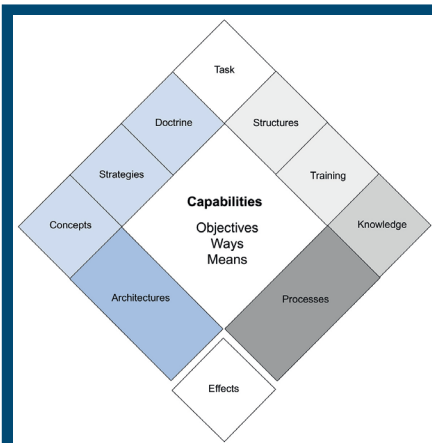 Task
Doctrine
Structures
Strategies
Training
Capabilities
Objectives
Ways
Means
Concepts
Knowledge
Architectures
Processes
Effects